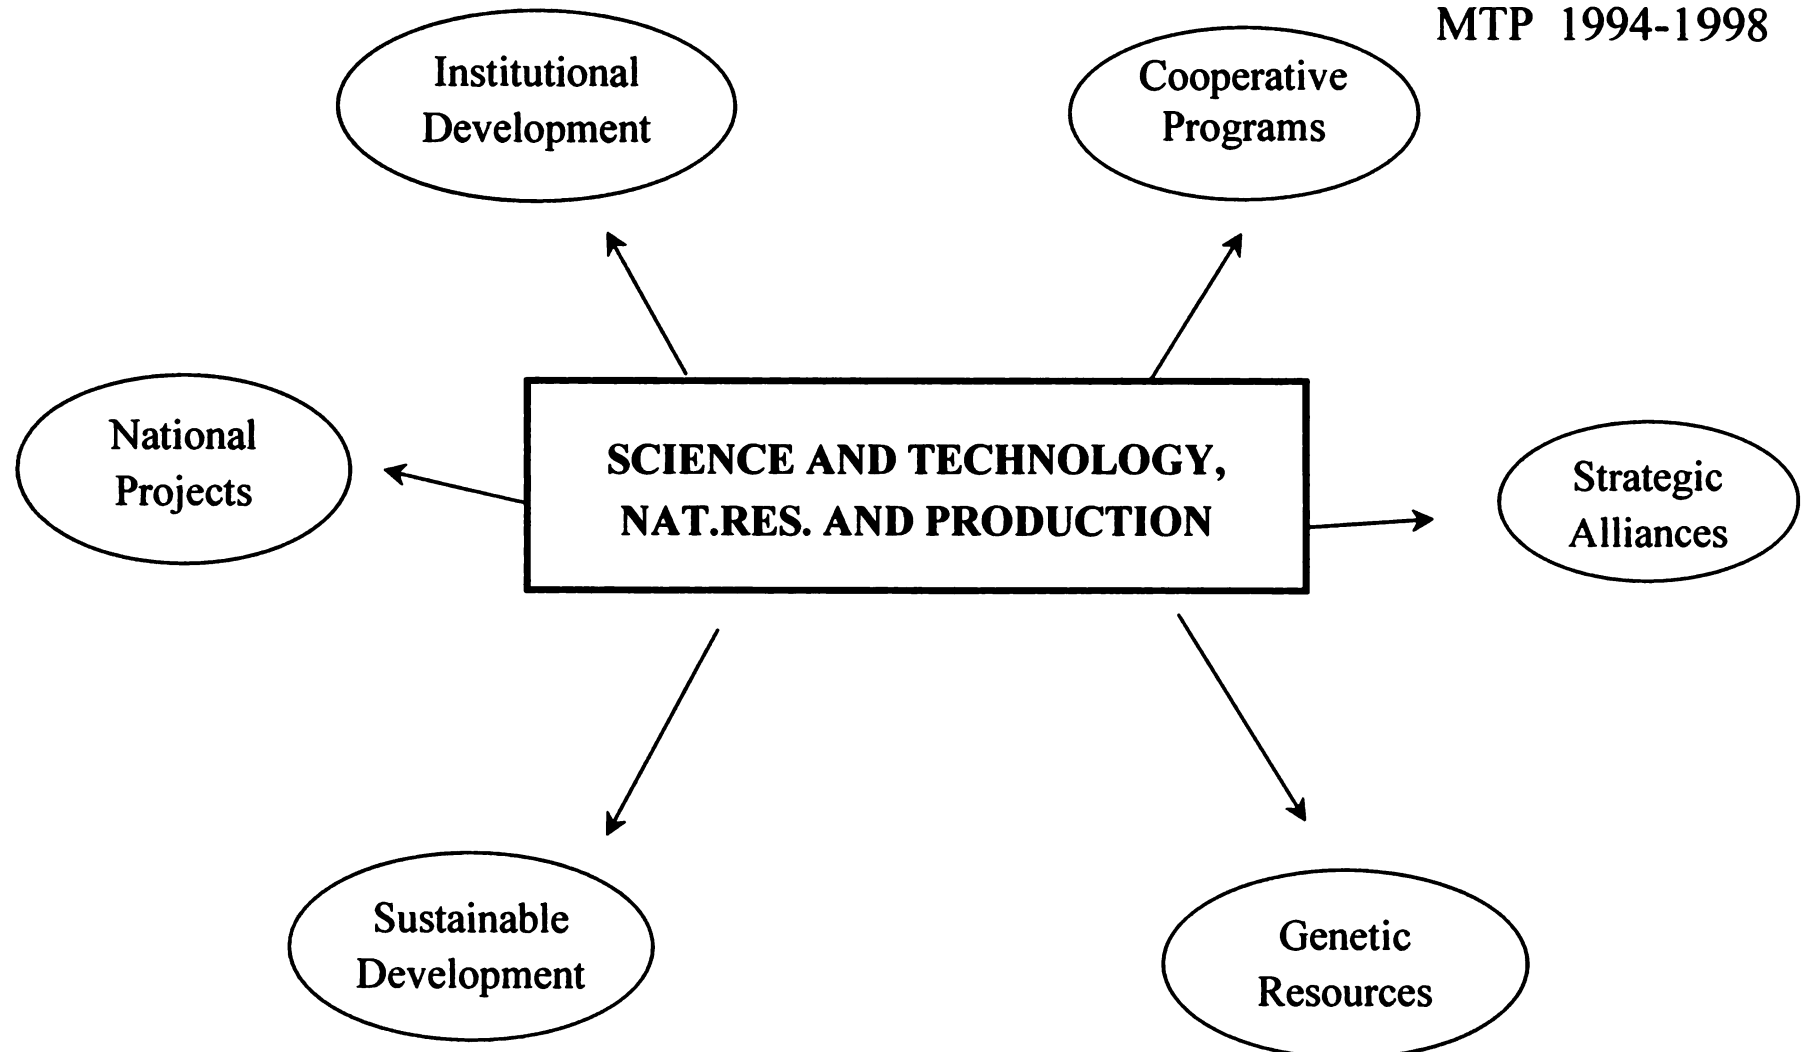 MTP 1994-1998
Institutional
Development
Cooperative
Programs
National
Projects
SCIENCE AND TECHNOLOGY,
NAT.RES. AND PRODUCTION
Strategic
Alliances
Sustainable
Development
Genetic
Resources